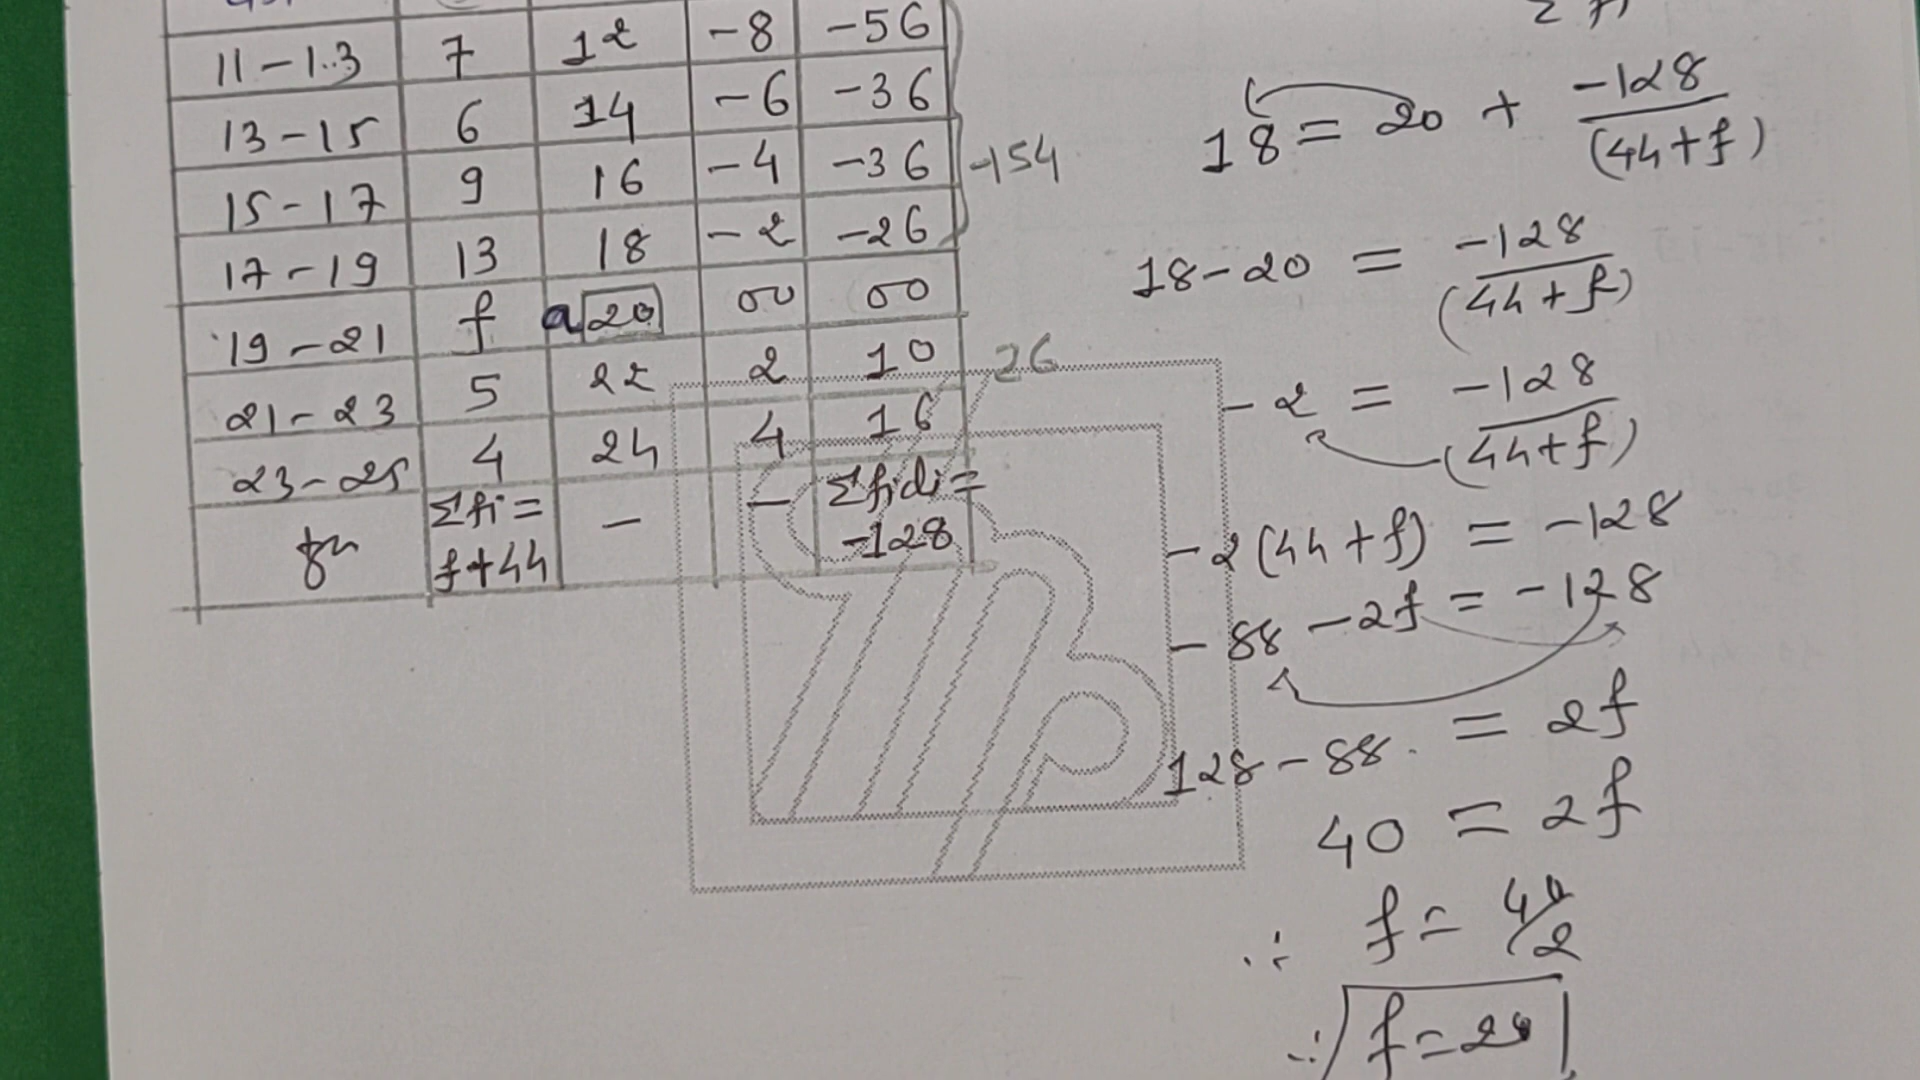 11-13 7 12 -8 -56
13-15 6 14 -6 -36
15-17 9 16 -4 -36 -154
17-19 13 18 -2 -26
19-21 f a 20 00 00
21-23 5 22 2 10 26
23-25 4 24 4 16
Σfi = f+44 - - Σfidi = -128
18 = 20 + -128/(44+f)
18-20 = -128/(44+f)
-2 = -128/(44+f)
-2(44+f) = -128
-88-2f = -128
128-88 = 2f
40 = 2f
∴ f = 40/2
∴ f = 20